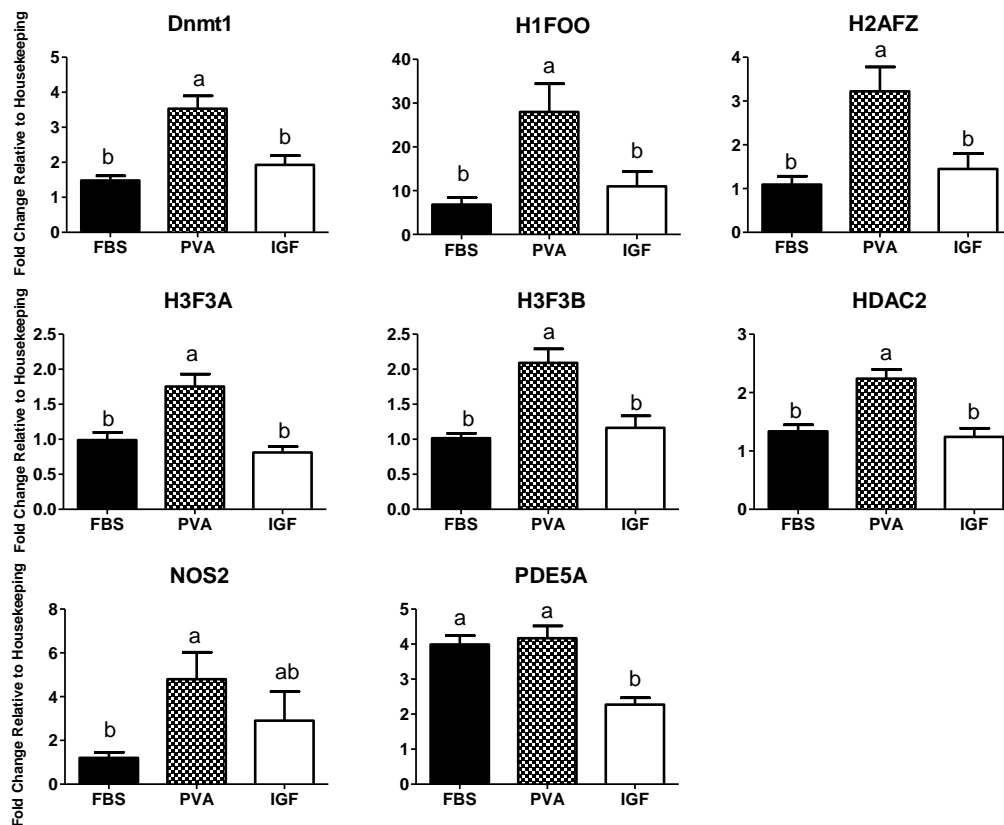 Dnmt1
Fold Change Relative to Housekeeping
5
4
3
2
1
0
b
a
b
FBS PVA IGF
H1FOO
40
30
20
10
0
b
a
b
FBS PVA IGF
H2AFZ
4
3
2
1
0
b
a
b
FBS PVA IGF
H3F3A
Fold Change Relative to Housekeeping
2.5
2.0
1.5
1.0
0.5
0.0
b
a
b
FBS PVA IGF
H3F3B
2.5
2.0
1.5
1.0
0.5
0.0
b
a
b
FBS PVA IGF
HDAC2
3
2
1
0
b
a
b
FBS PVA IGF
NOS2
Fold Change Relative to Housekeeping
8
6
4
2
0
b
a
ab
FBS PVA IGF
PDE5A
5
4
3
2
1
0
a
a
b
FBS PVA IGF